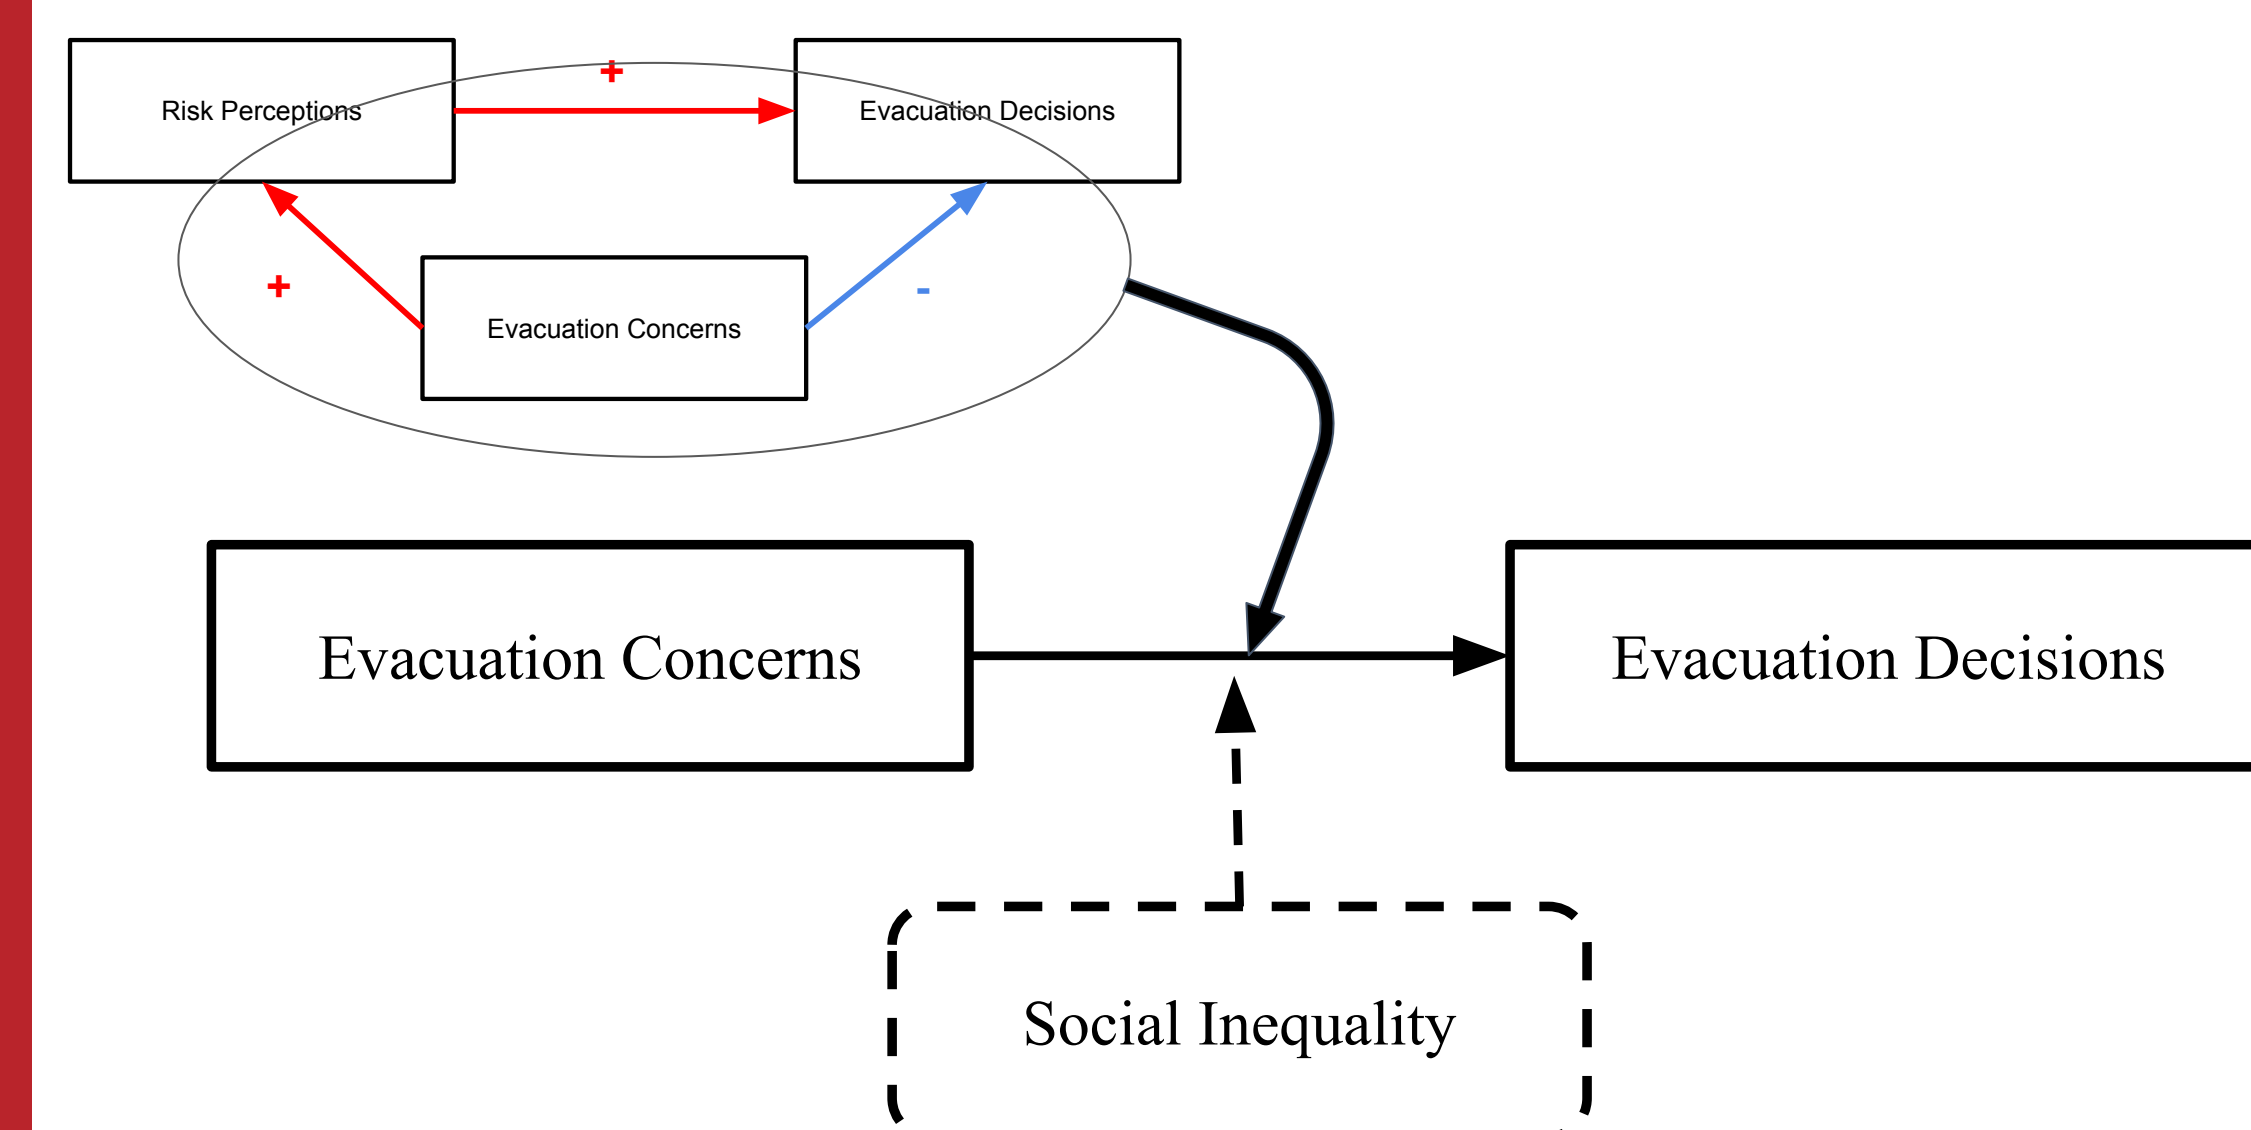 +
Risk Perceptions
Evacuation Decisions
+
-
Evacuation Concerns
Evacuation Concerns
Evacuation Decisions
Social Inequality